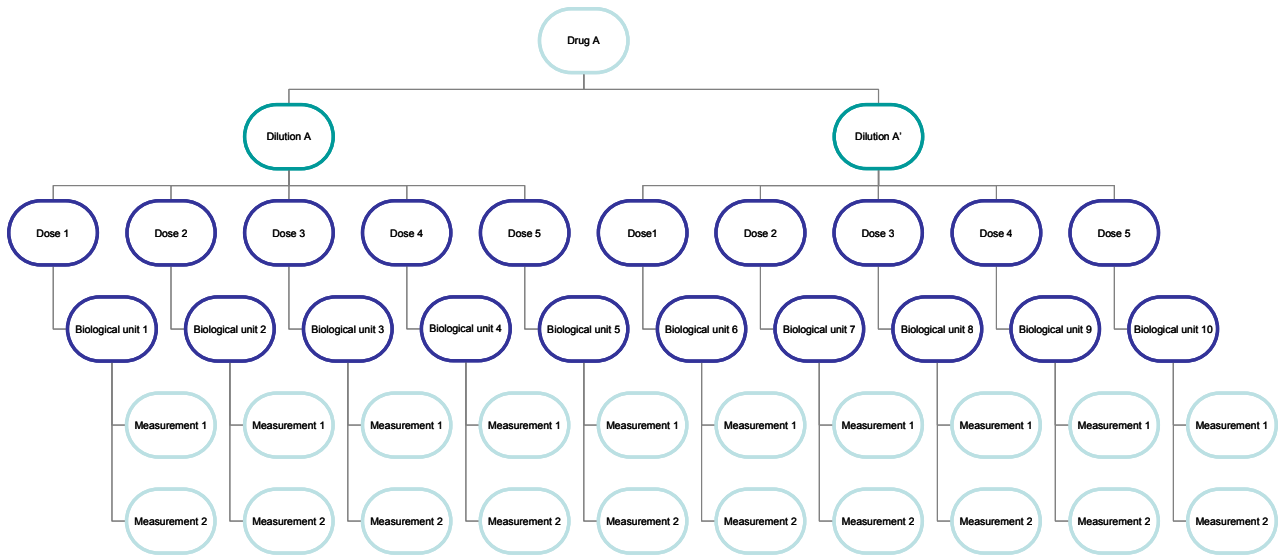 Drug A
Dilution A
Dilution A'
Dose 1
Dose 2
Dose 3
Dose 4
Dose 5
Dose1
Dose 2
Dose 3
Dose 4
Dose 5
Biological unit 1
Biological unit 2
Biological unit 3
Biological unit 4
Biological unit 5
Biological unit 6
Biological unit 7
Biological unit 8
Biological unit 9
Biological unit 10
Measurement 1
Measurement 1
Measurement 1
Measurement 1
Measurement 1
Measurement 1
Measurement 1
Measurement 1
Measurement 1
Measurement 1
Measurement 2
Measurement 2
Measurement 2
Measurement 2
Measurement 2
Measurement 2
Measurement 2
Measurement 2
Measurement 2
Measurement 2